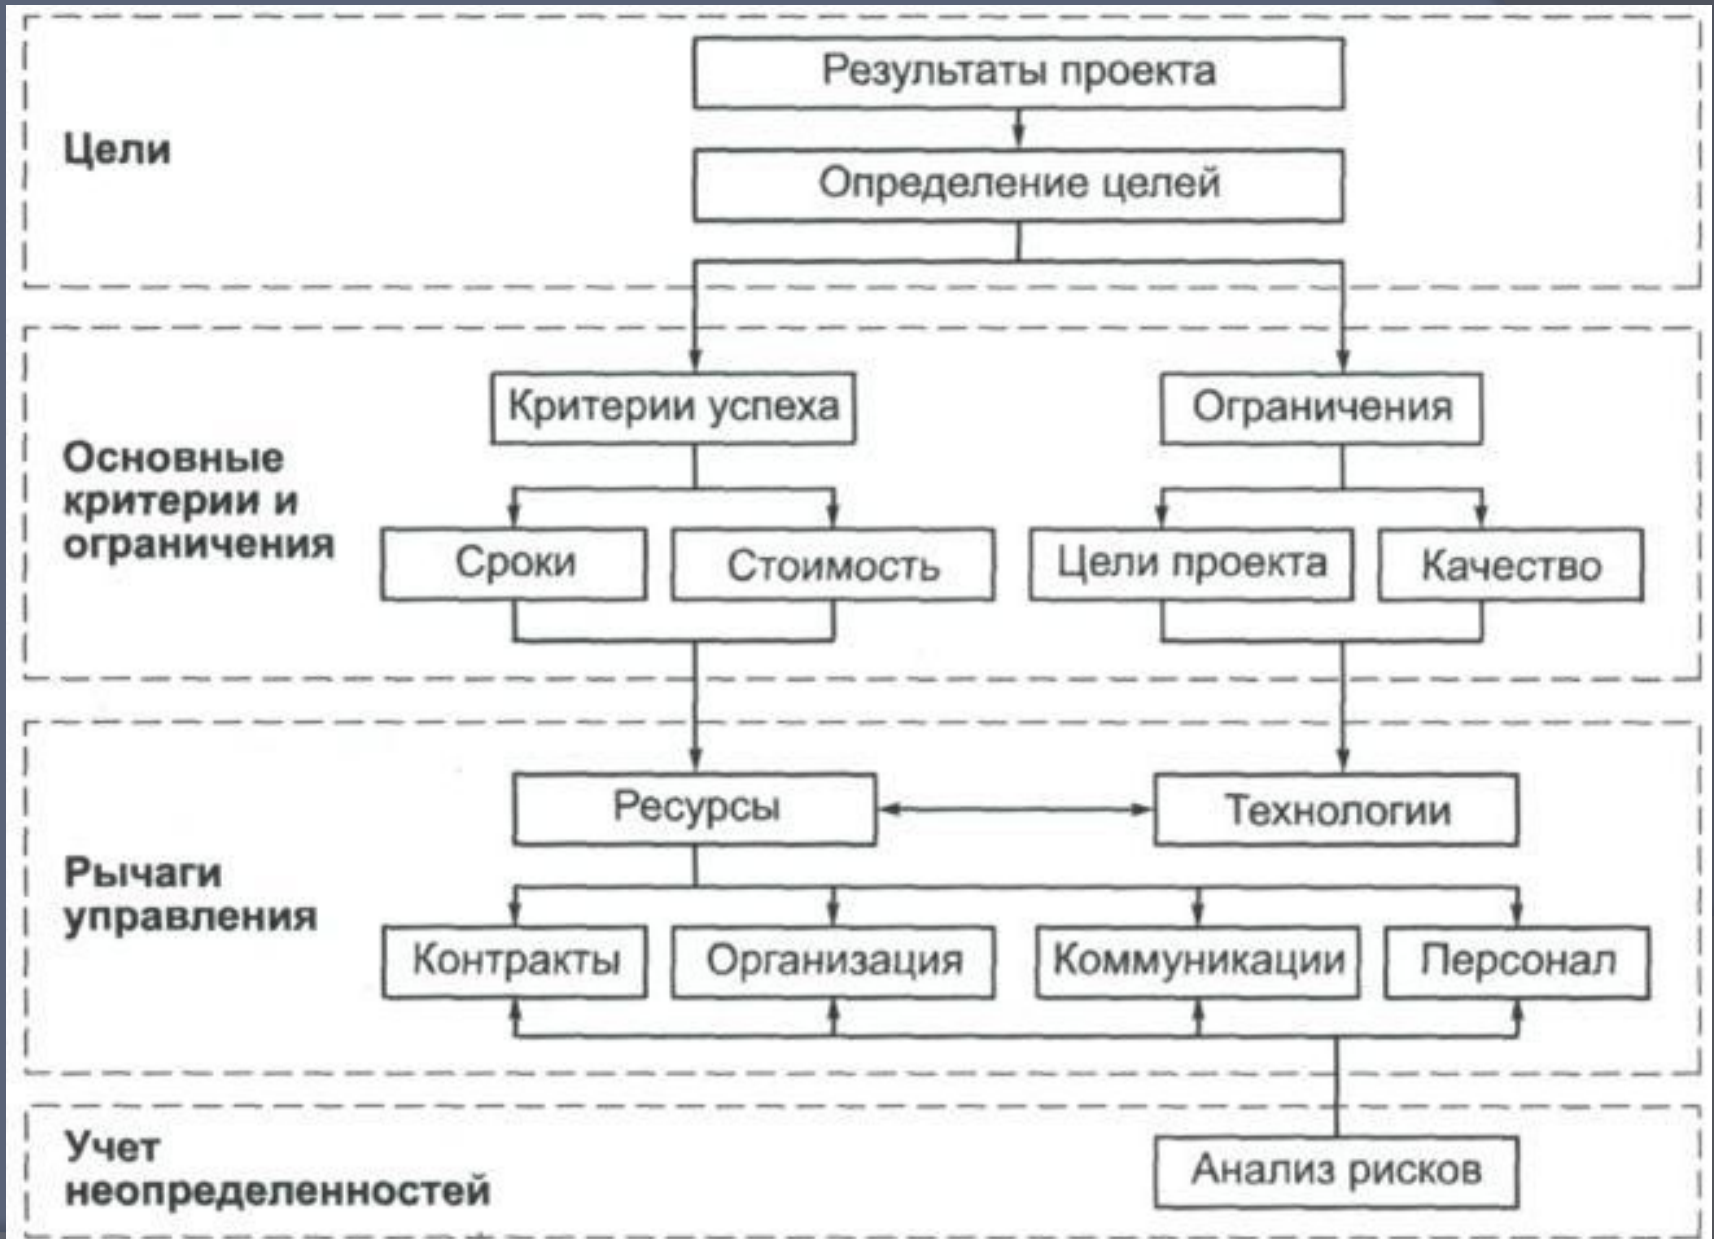 Результаты проекта
Цели
Определение целей
Критерии успеха
Ограничения
Основные
критерии и
ограничения
Сроки
Стоимость
Цели проекта
Качество
Ресурсы
Технологии
Рычаги
управления
Контракты
Организация
Коммуникации
Персонал
Учет
неопределенностей
Анализ рисков